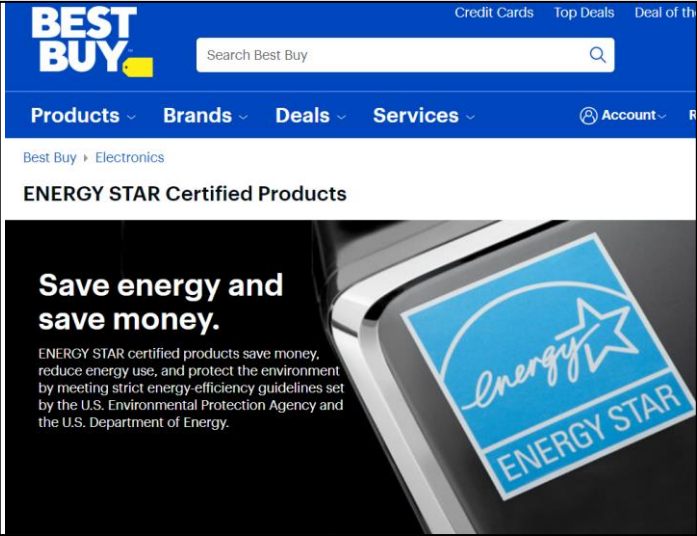 BEST
BUY™
Credit Cards Top Deals Deal of th
Search Best Buy
Products Brands Deals Services Account R
Best Buy Electronics
ENERGY STAR Certified Products
Save energy and
save money.
ENERGY STAR certified products save money,
reduce energy use, and protect the environment
by meeting strict energy-efficiency guidelines set
by the U.S. Environmental Protection Agency and
the U.S. Department of Energy.
energy
ENERGY STAR